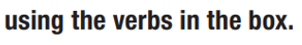 using the verbs in the box.